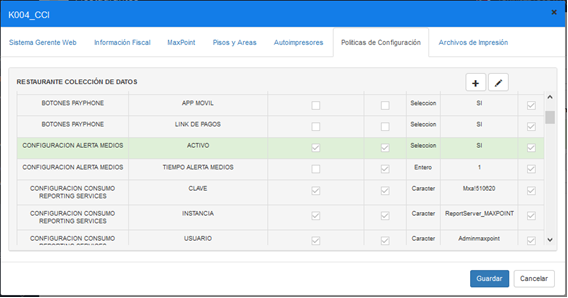 K004_CCI
×
Sistema Gerente Web Información Fiscal MaxPoint Pisos y Areas Autoimpresores Políticas de Configuración Archivos de Impresión
RESTAURANTE COLECCIÓN DE DATOS
BOTONES PAYPHONE APP MOVIL Seleccion SI
BOTONES PAYPHONE LINK DE PAGOS Seleccion SI
CONFIGURACION ALERTA MEDIOS ACTIVO Seleccion SI
CONFIGURACION ALERTA MEDIOS TIEMPO ALERTA MEDIOS Entero 1
CONFIGURACION CONSUMO
REPORTING SERVICES CLAVE Caracter Mxal510620
CONFIGURACION CONSUMO
REPORTING SERVICES INSTANCIA Caracter ReportServer_MAXPOINT
CONFIGURACION CONSUMO
REPORTING SERVICES USUARIO Caracter Adminmaxpoint
Guardar Cancelar